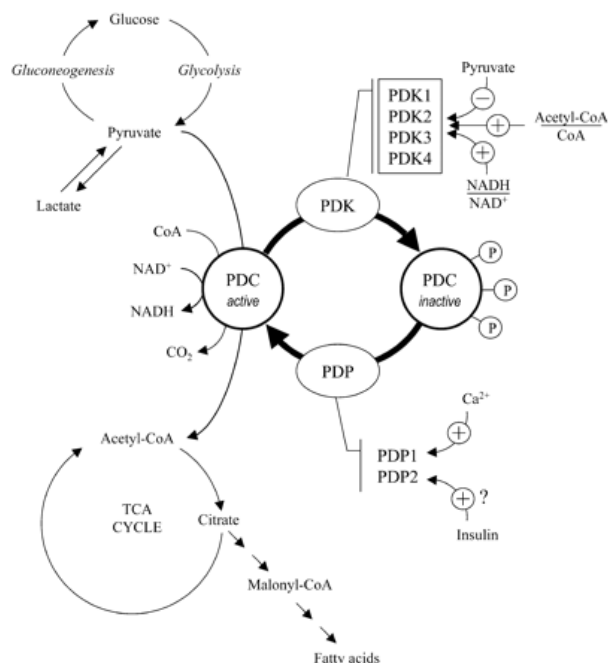 Glucose
Gluconeogenesis
Glycolysis
Pyruvate
Lactate
PDK1
PDK2
PDK3
PDK4
Pyruvate
−
+
Acetyl-CoA
CoA
+
NADH
NAD⁺
PDK
CoA
NAD⁺
NADH
CO₂
PDC
active
PDC
inactive
P
P
P
PDP
Ca²⁺
+
PDP1
PDP2
+ ?
Insulin
Acetyl-CoA
TCA
CYCLE
Citrate
Malonyl-CoA
Fatty acids